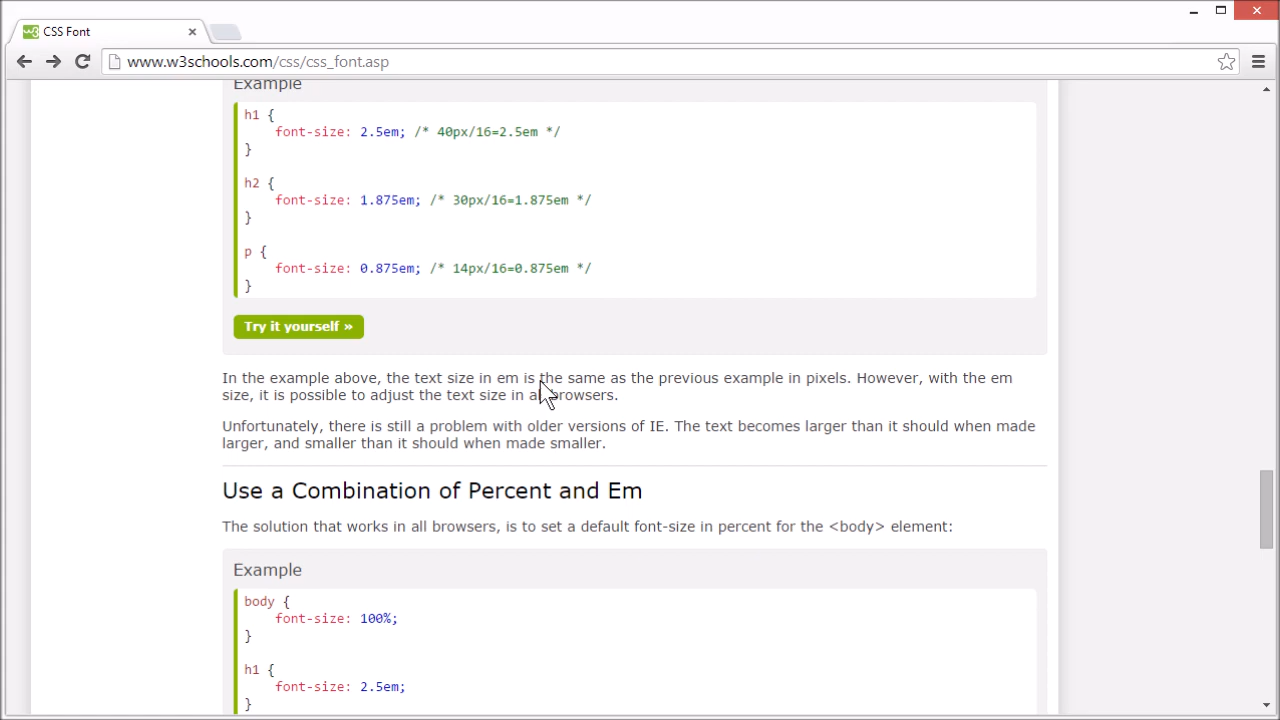 CSS Font
www.w3schools.com/css/css_font.asp
Example
h1 {
font-size: 2.5em; /* 40px/16=2.5em */
}
h2 {
font-size: 1.875em; /* 30px/16=1.875em */
}
p {
font-size: 0.875em; /* 14px/16=0.875em */
}
Try it yourself »
In the example above, the text size in em is the same as the previous example in pixels. However, with the em
size, it is possible to adjust the text size in all browsers.
Unfortunately, there is still a problem with older versions of IE. The text becomes larger than it should when made
larger, and smaller than it should when made smaller.
Use a Combination of Percent and Em
The solution that works in all browsers, is to set a default font-size in percent for the <body> element:
Example
body {
font-size: 100%;
}
h1 {
font-size: 2.5em;
}